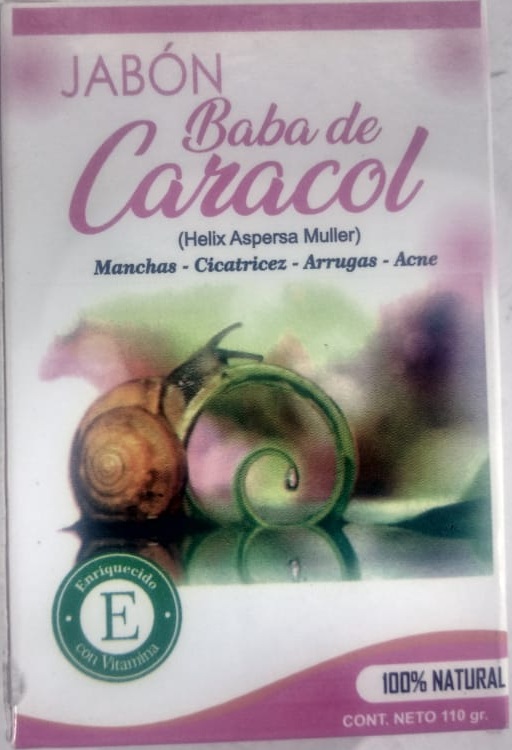 JABÓN
Baba de
Caracol
(Helix Aspersa Muller)
Manchas - Cicatricez - Arrugas - Acne
Enriquecido
E
con Vitamina
100% NATURAL
CONT. NETO 110 gr.